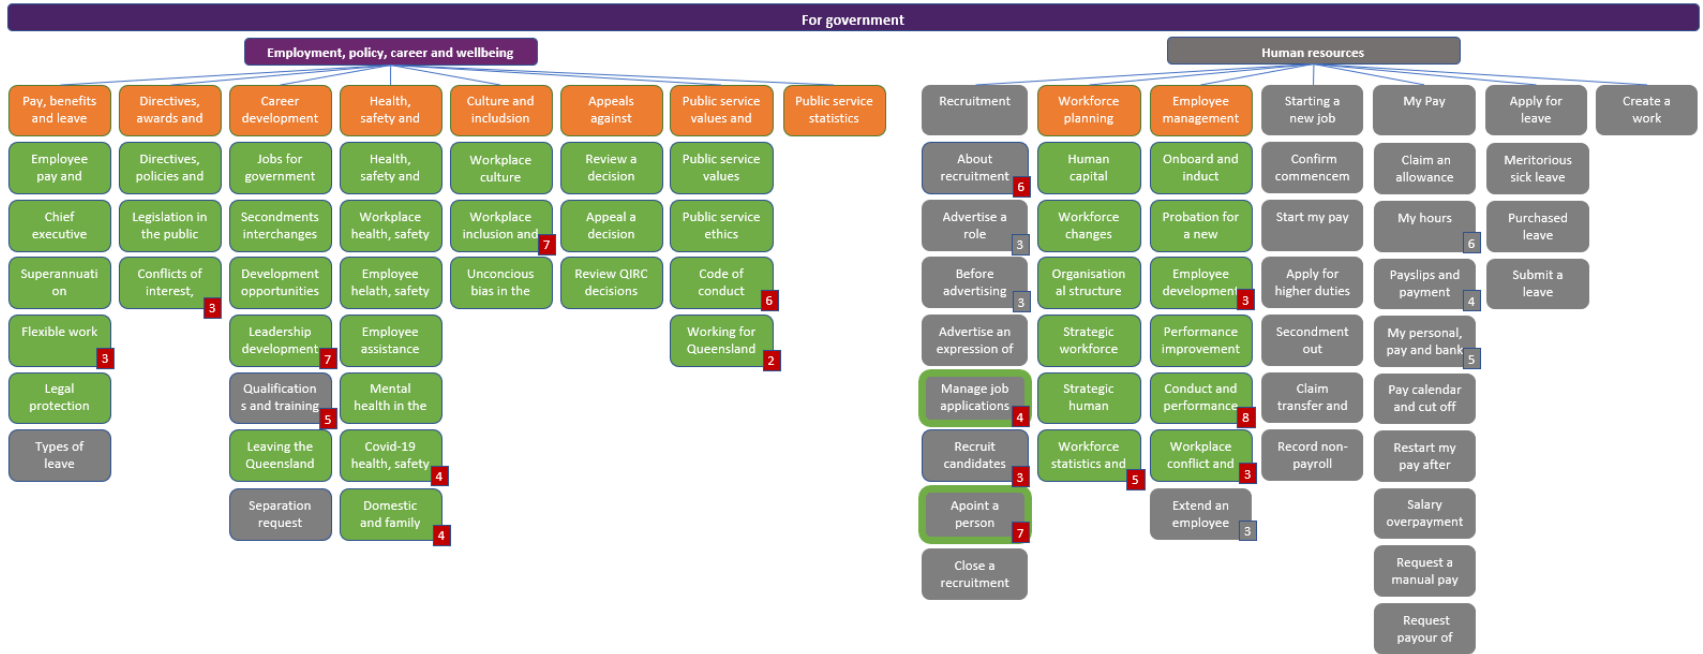 For government
Employment, policy, career and wellbeing
Human resources
Pay, benefits
and leave
Directives,
awards and
Career
development
Health,
safety and
Culture and
includsion
Appeals
against
Public service
values and
Public service
statistics
Recruitment
Workforce
planning
Employee
management
Starting a
new job
My Pay
Apply for
leave
Create a
work
Employee
pay and
Directives,
policies and
Jobs for
government
Health,
safety and
Workplace
culture
Review a
decision
Public service
values
About
recruitment
6
Human
capital
Onboard and
induct
Confirm
commencem
Claim an
allowance
Meritorious
sick leave
Chief
executive
Legislation in
the public
Secondments
interchanges
Workplace
health, safety
Workplace
inclusion and
7
Appeal a
decision
Public service
ethics
Advertise a
role
3
Workforce
changes
Probation for
a new
Start my pay
My hours
6
Purchased
leave
Superannuati
on
Conflicts of
interest,
3
Development
opportunities
Employee
helath, safety
Unconcious
bias in the
Review QIRC
decisions
Code of
conduct
6
Before
advertising
3
Organisation
al structure
Employee
development
3
Apply for
higher duties
Payslips and
payment
4
Submit a
leave
Flexible work
3
Leadership
development
7
Employee
assistance
Working for
Queensland
2
Advertise an
expression of
Strategic
workforce
Performance
improvement
Secondment
out
My personal,
pay and bank
5
Legal
protection
Qualification
s and training
5
Mental
health in the
Manage job
applications
4
Strategic
human
Conduct and
performance
8
Claim
transfer and
Pay calendar
and cut off
Types of
leave
Leaving the
Queensland
Covid-19
health, safety
4
Recruit
candidates
3
Workforce
statistics and
5
Workplace
conflict and
3
Record non-
payroll
Restart my
pay after
Separation
request
Domestic
and family
4
Apoint a
person
7
Extend an
employee
3
Salary
overpayment
Close a
recruitment
Request a
manual pay
Request
payour of